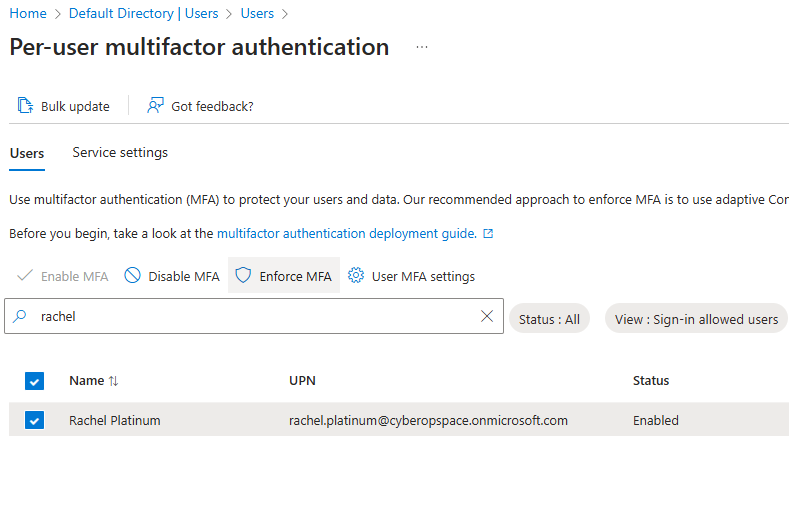 Home > Default Directory | Users > Users >
Per-user multifactor authentication ...
Bulk update Got feedback?
Users Service settings
Use multifactor authentication (MFA) to protect your users and data. Our recommended approach to enforce MFA is to use adaptive Cor
Before you begin, take a look at the multifactor authentication deployment guide.
Enable MFA Disable MFA Enforce MFA User MFA settings
rachel Status : All View : Sign-in allowed users
Name ↑↓ UPN Status
Rachel Platinum rachel.platinum@cyberopspace.onmicrosoft.com Enabled